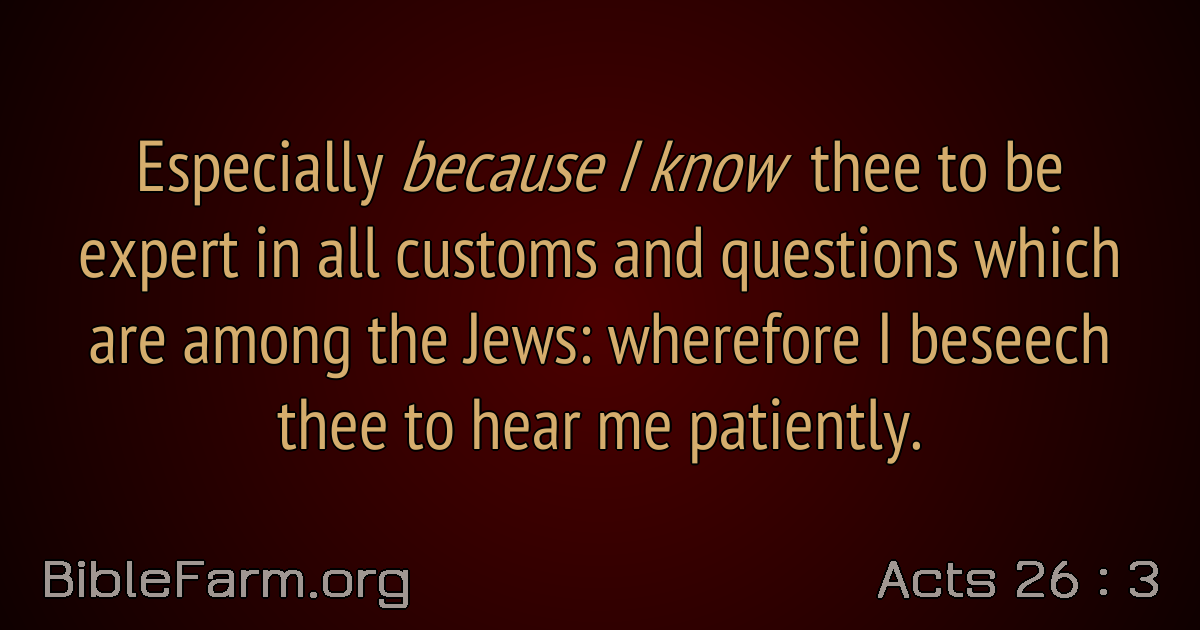 Especially because I know thee to be
expert in all customs and questions which
are among the Jews: wherefore I beseech
thee to hear me patiently.
BibleFarm.org
Acts 26 : 3